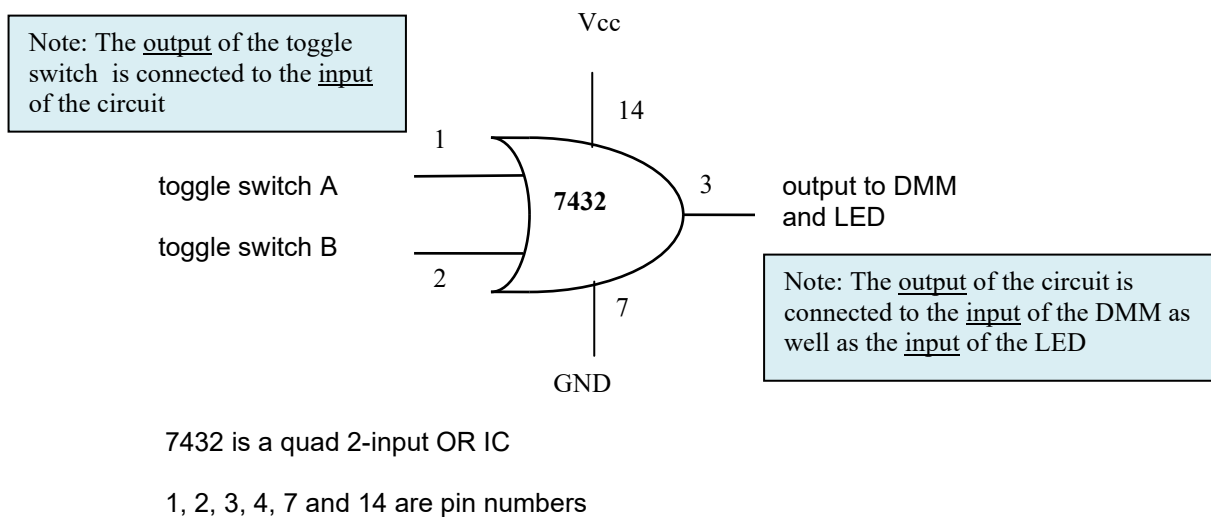 Vcc
Note: The output of the toggle
switch is connected to the input
of the circuit
14
1
toggle switch A
7432
3
output to DMM
and LED
toggle switch B
2
7
Note: The output of the circuit is
connected to the input of the DMM as
well as the input of the LED
GND
7432 is a quad 2-input OR IC
1, 2, 3, 4, 7 and 14 are pin numbers